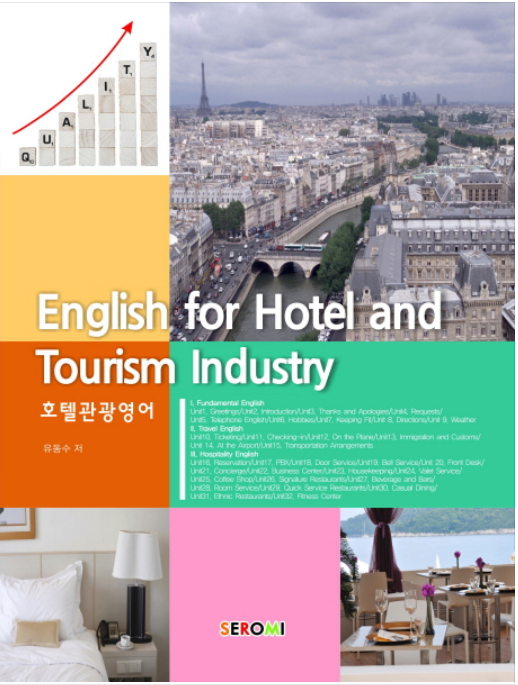 QUALITY
English for Hotel and
Tourism Industry
호텔관광영어
유동수 저
I. Fundamental English
Unit1, Greetings/Unit2, Introduction/Unit3, Thanks and Apologies/Unit4, Requests/
Unit5, Telephone English/Unit6, Hobbies/Unit7, Keeping Fit/Unit 8, Directions/Unit 9, Weather
II. Travel English
Unit10, Ticketing/Unit11, Checking-in/Unit12, On the Plane/Unit13, Immigration and Customs/
Unit 14, At the Airport/Unit15, Transportation Arrangements
III. Hospitality English
Unit16, Reservation/Unit17, PBX/Unit18, Door Service/Unit19, Bell Service/Unit 20, Front Desk/
Unit21, Concierge/Unit22, Business Center/Unit23, Housekeeping/Unit24, Valet Service/
Unit25, Coffee Shop/Unit26, Signature Restaurants/Unit27, Beverage and Bars/
Unit28, Room Service/Unit29, Quick Service Restaurants/Unit30, Casual Dining/
Unit31, Ethnic Restaurants/Unit32, Fitness Center
SEROMI